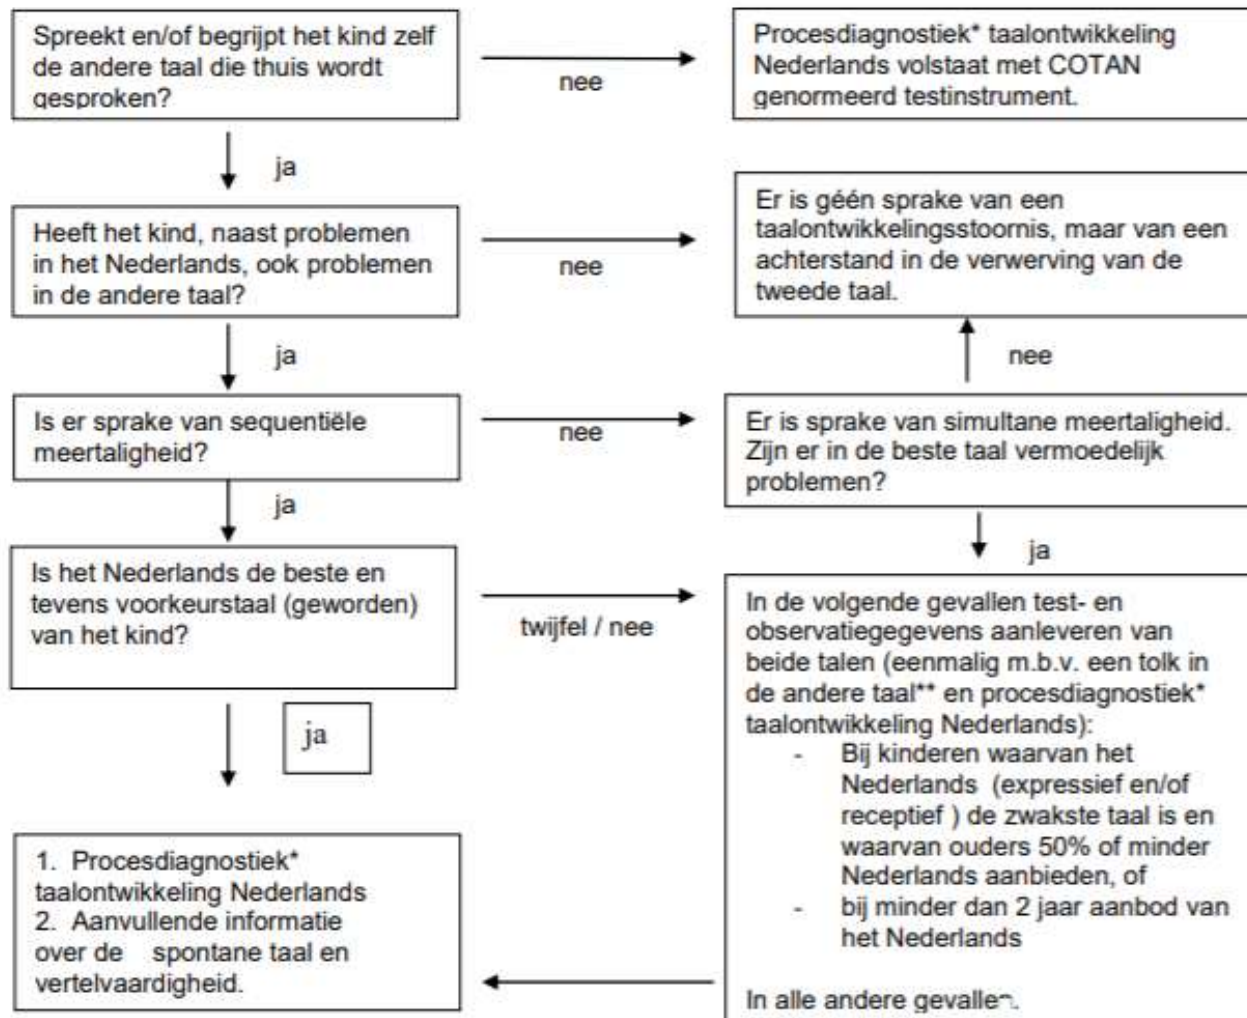 Spreekt en/of begrijpt het kind zelf
de andere taal die thuis wordt
gesproken?
nee
Procesdiagnostiek* taalontwikkeling
Nederlands volstaat met COTAN
genormeerd testinstrument.
ja
Heeft het kind, naast problemen
in het Nederlands, ook problemen
in de andere taal?
nee
Er is géén sprake van een
taalontwikkelingsstoornis, maar van een
achterstand in de verwerving van de
tweede taal.
ja
nee
Is er sprake van sequentiële
meertaligheid?
nee
Er is sprake van simultane meertaligheid.
Zijn er in de beste taal vermoedelijk
problemen?
ja
ja
Is het Nederlands de beste en
tevens voorkeurstaal (geworden)
van het kind?
twijfel / nee
In de volgende gevallen test- en
observatiegegevens aanleveren van
beide talen (eenmalig m.b.v. een tolk in
de andere taal** en procesdiagnostiek*
taalontwikkeling Nederlands):
- Bij kinderen waarvan het
Nederlands (expressief en/of
receptief ) de zwakste taal is en
waarvan ouders 50% of minder
Nederlands aanbieden, of
- bij minder dan 2 jaar aanbod van
het Nederlands
In alle andere gevallen.
ja
1. Procesdiagnostiek*
taalontwikkeling Nederlands
2. Aanvullende informatie
over de spontane taal en
vertelvaardigheid.